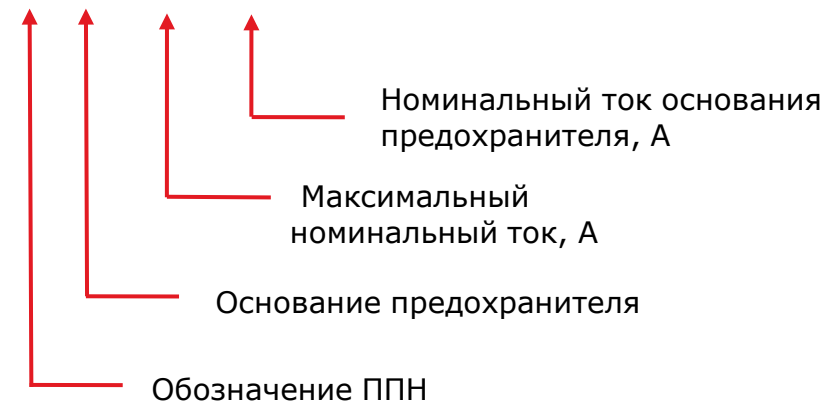 Номинальный ток основания
предохранителя, А
Максимальный
номинальный ток, А
Основание предохранителя
Обозначение ППН